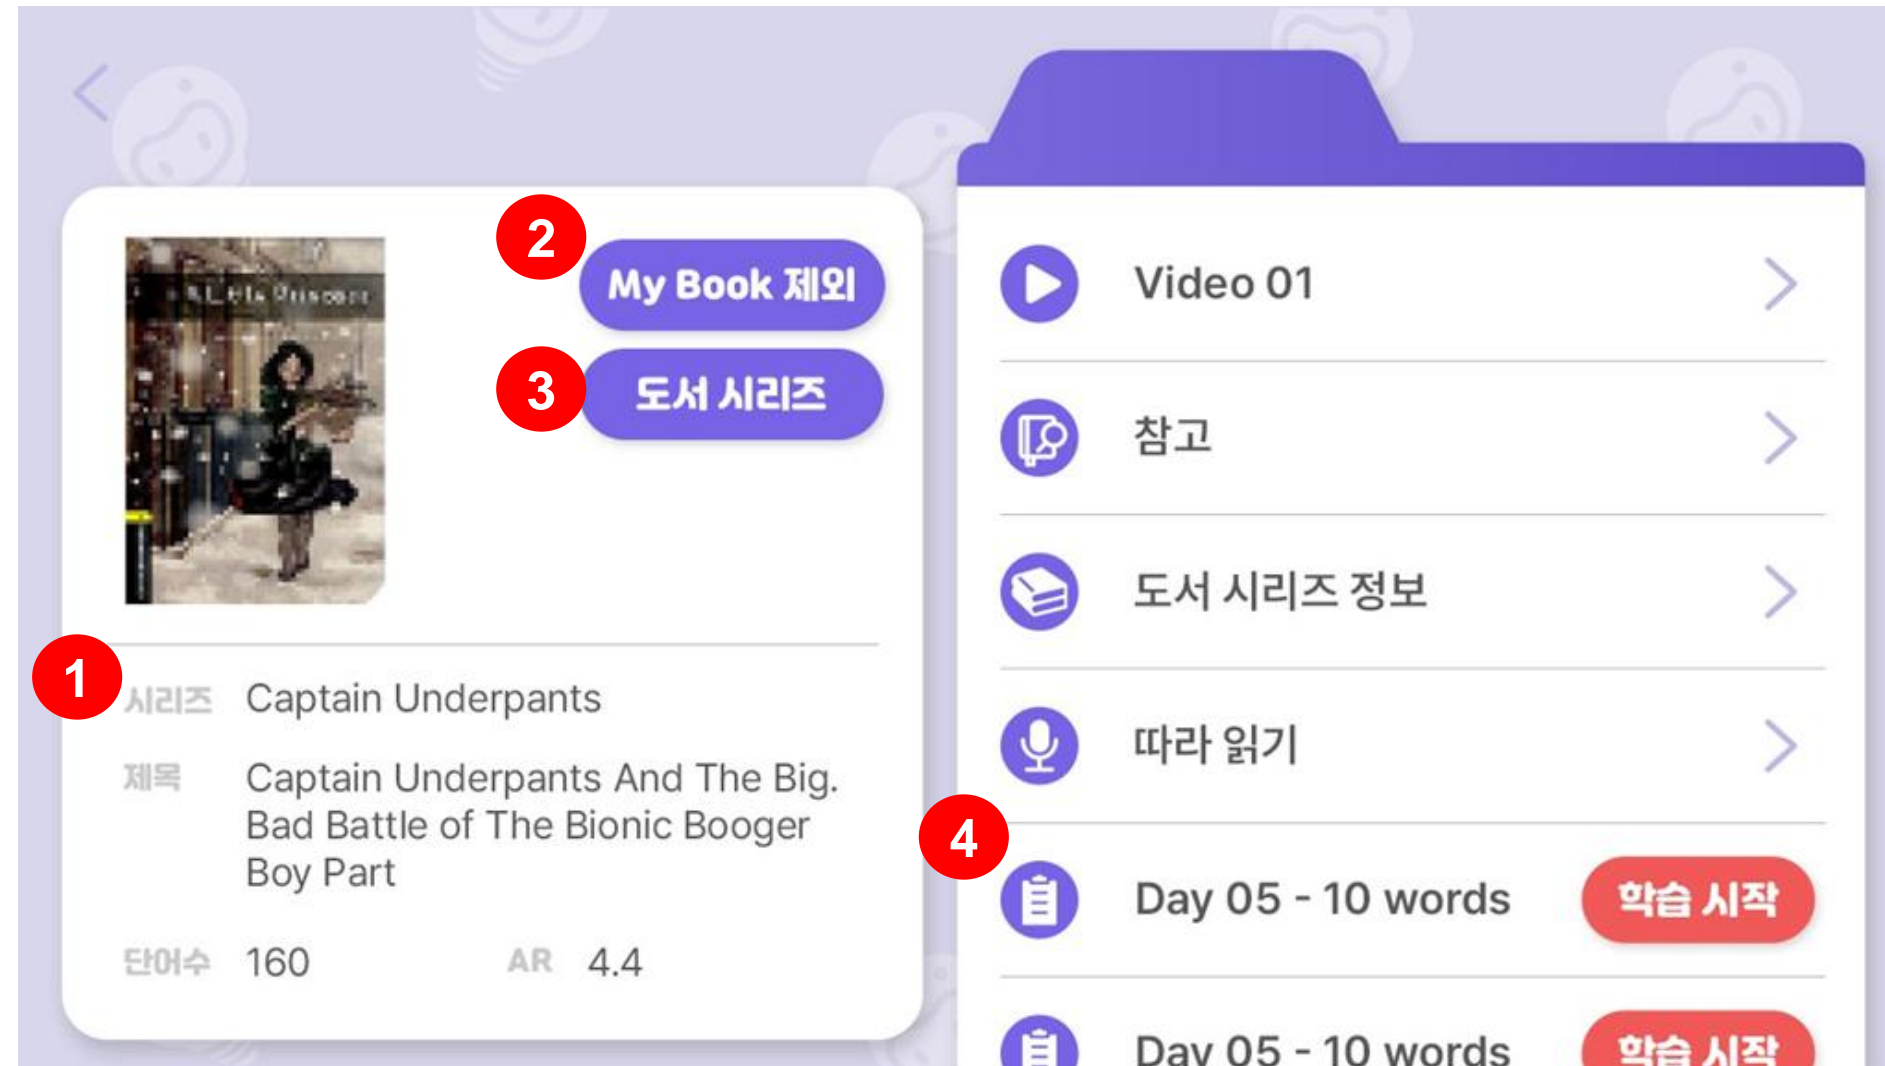 2
My Book 제외
A Little Princess
3
도서 시리즈
1
시리즈 Captain Underpants
제목 Captain Underpants And The Big.
Bad Battle of The Bionic Booger
Boy Part
단어수 160 AR 4.4
Video 01
참고
도서 시리즈 정보
따라 읽기
4
Day 05 - 10 words 학습 시작
Day 05 - 10 words 학습 시작